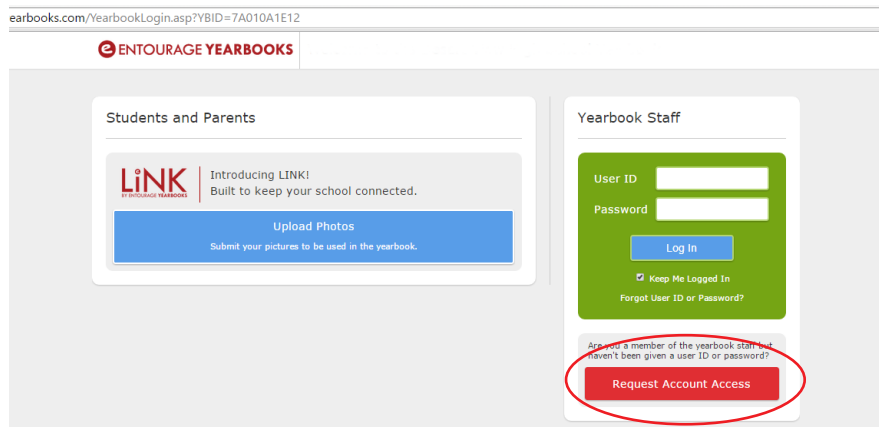 earbooks.com/YearbookLogin.asp?YBID=7A010A1E12
e ENTOURAGE YEARBOOKS
Students and Parents
LiNK
BY ENTOURAGE YEARBOOKS
Introducing LINK!
Built to keep your school connected.
Upload Photos
Submit your pictures to be used in the yearbook.
Yearbook Staff
User ID
Password
Log In
Keep Me Logged In
Forgot User ID or Password?
Are you a member of the yearbook staff but
haven't been given a user ID or password?
Request Account Access